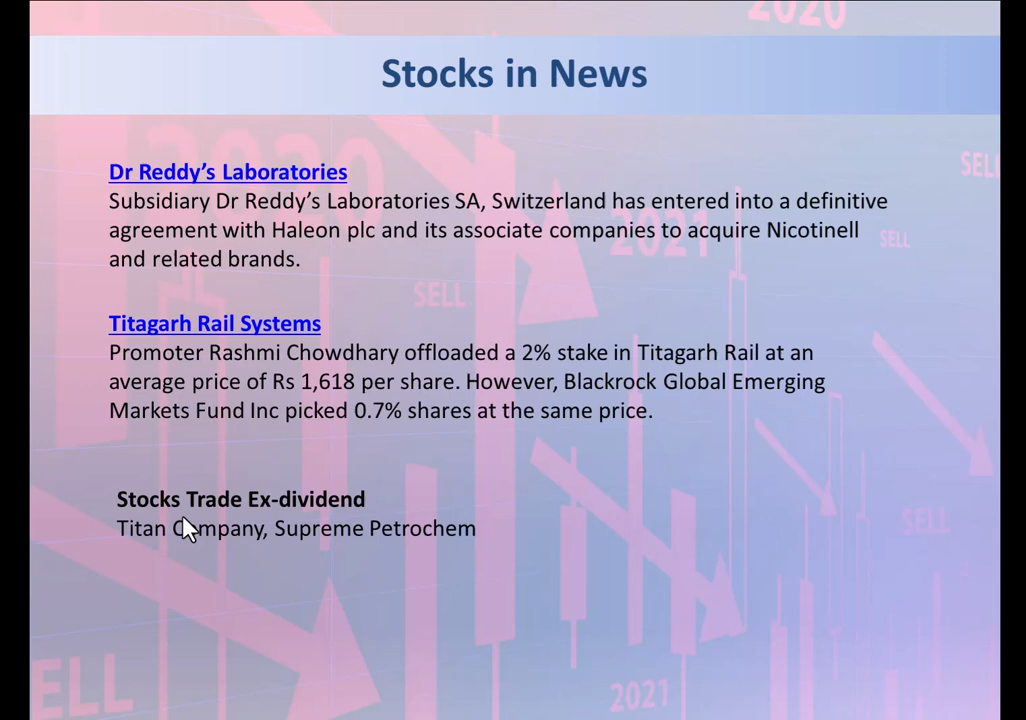 2020
Stocks in News
2020
SELL
Dr Reddy's Laboratories
Subsidiary Dr Reddy's Laboratories SA, Switzerland has entered into a definitive
agreement with Haleon plc and its associate companies to acquire Nicotinell
and related brands.
2021
SELL
SELL
Titagarh Rail Systems
Promoter Rashmi Chowdhary offloaded a 2% stake in Titagarh Rail at an
average price of Rs 1,618 per share. However, Blackrock Global Emerging
Markets Fund Inc picked 0.7% shares at the same price.
Stocks Trade Ex-dividend
Titan Company, Supreme Petrochem
SELL
SELL
2021